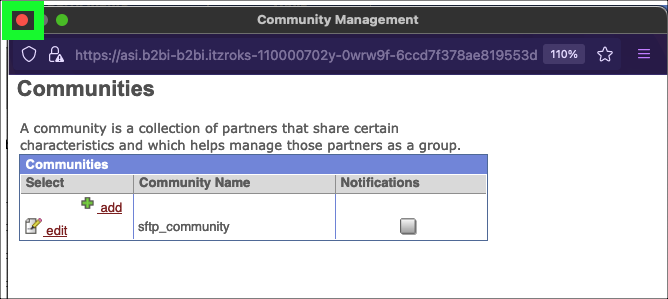 Community Management
https://asi.b2bi-b2bi.itzroks-110000702y-0wrw9f-6ccd7f378ae819553d
110%
Communities
A community is a collection of partners that share certain
characteristics and which helps manage those partners as a group.
Communities
Select Community Name Notifications
add
edit sftp_community